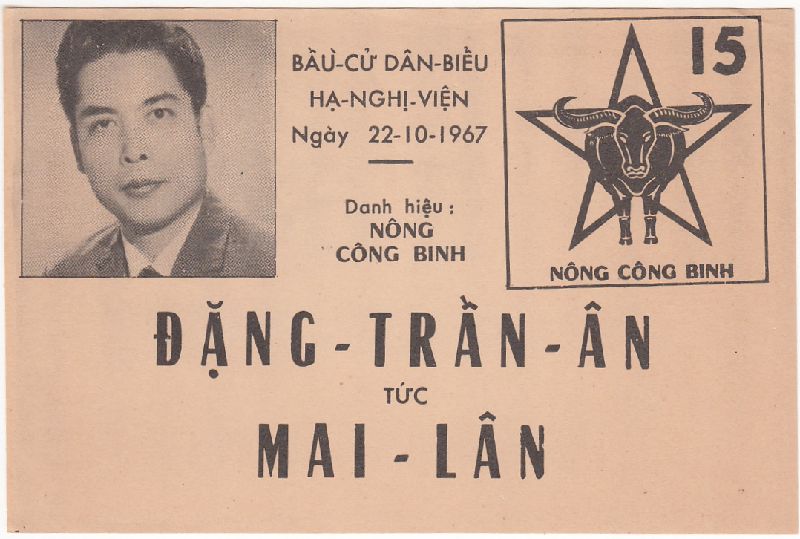 BẦU-CỬ DÂN-BIỂU
HẠ-NGHỊ-VIỆN
Ngày 22-10-1967
Danh hiệu :
NÔNG
CÔNG BINH
15
NÔNG CÔNG BINH
ĐẶNG-TRẦN-ÂN
TỨC
MAI-LÂN